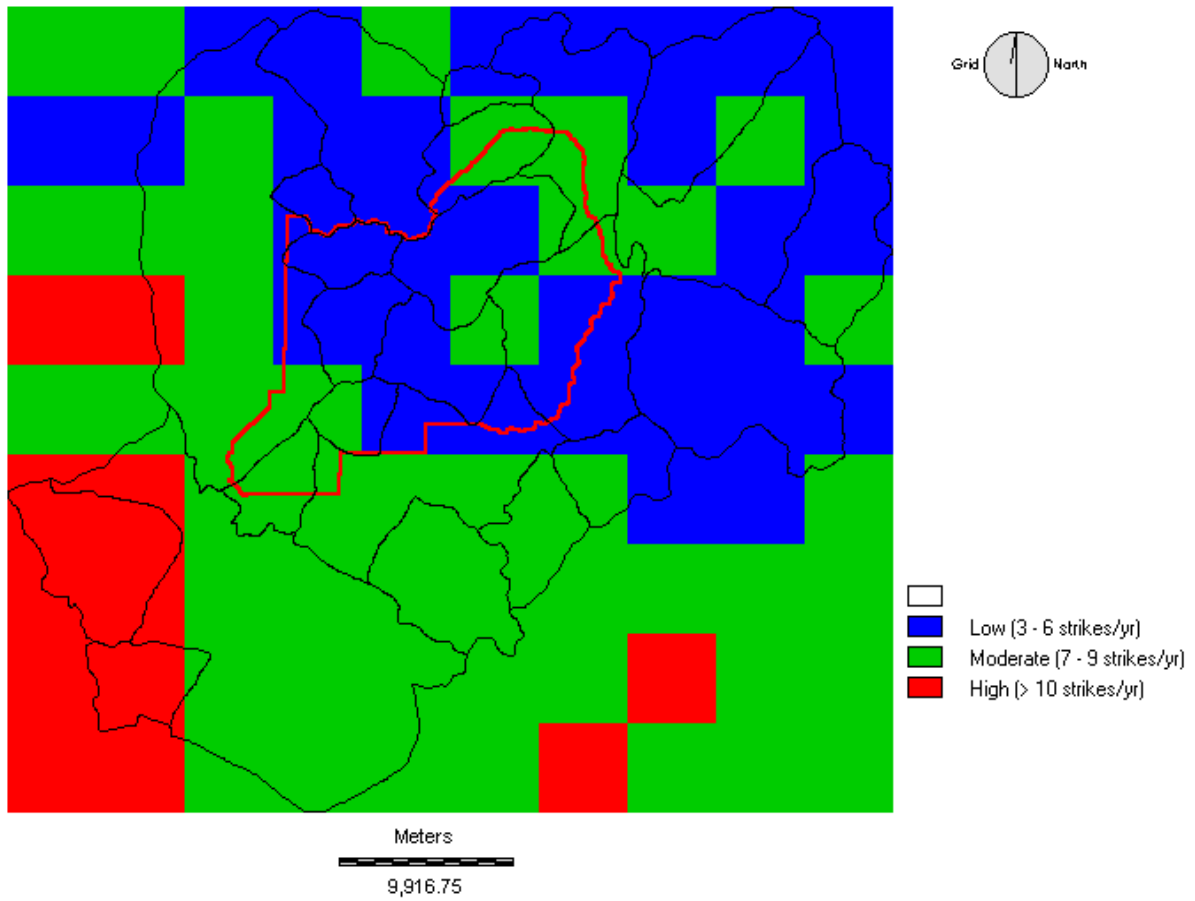 Grid North
Low (3 - 6 strikes/yr)
Moderate (7 - 9 strikes/yr)
High (> 10 strikes/yr)
Meters
9,916.75